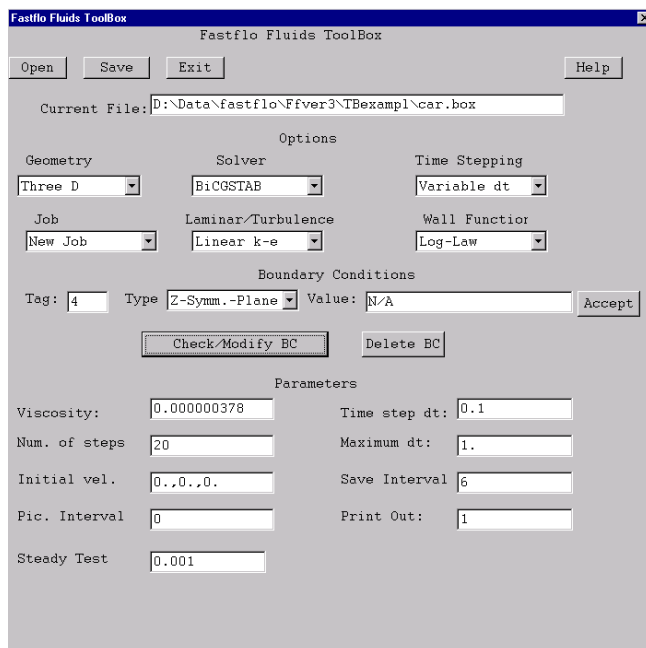 Fastflo Fluids ToolBox
Fastflo Fluids ToolBox
Open Save Exit Help
Current File: D:\Data\fastflo\Ffver3\TBexampl\car.box
Options
Geometry Solver Time Stepping
Three D BiCGSTAB Variable dt
Job Laminar/Turbulence Wall Function
New Job Linear k-e Log-Law
Boundary Conditions
Tag: 4 Type Z-Symm.-Plane Value: N/A Accept
Check/Modify BC Delete BC
Parameters
Viscosity: 0.000000378 Time step dt: 0.1
Num. of steps 20 Maximum dt: 1.
Initial vel. 0.,0.,0. Save Interval 6
Pic. Interval 0 Print Out: 1
Steady Test 0.001